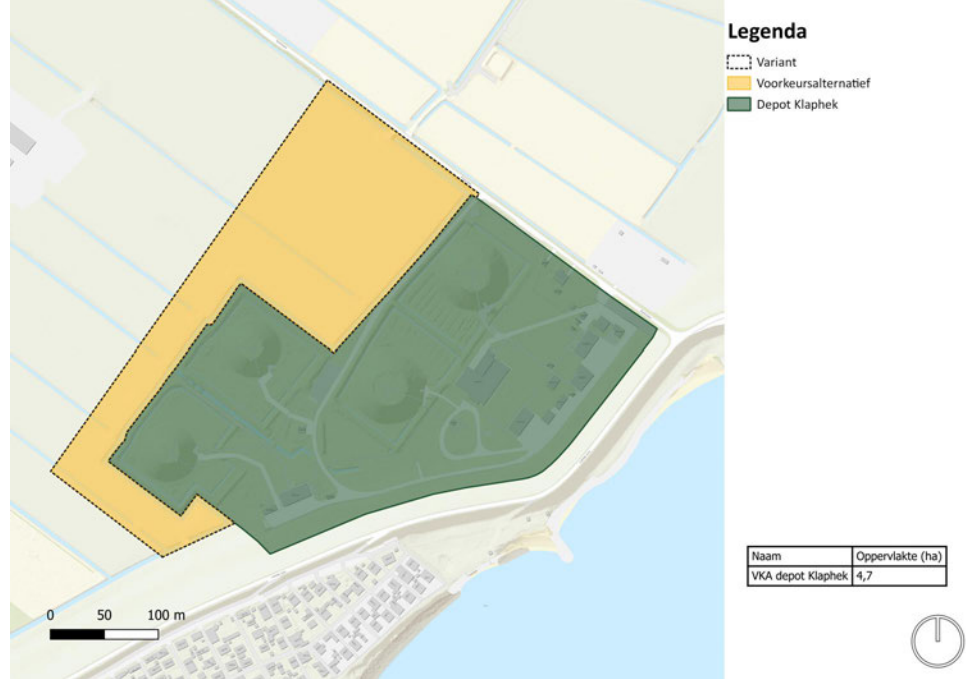 Legenda
Variant
Voorkeursalternatief
Depot Klaphek
Naam Oppervlakte (ha)
VKA depot Klaphek 4,7
0 50 100 m